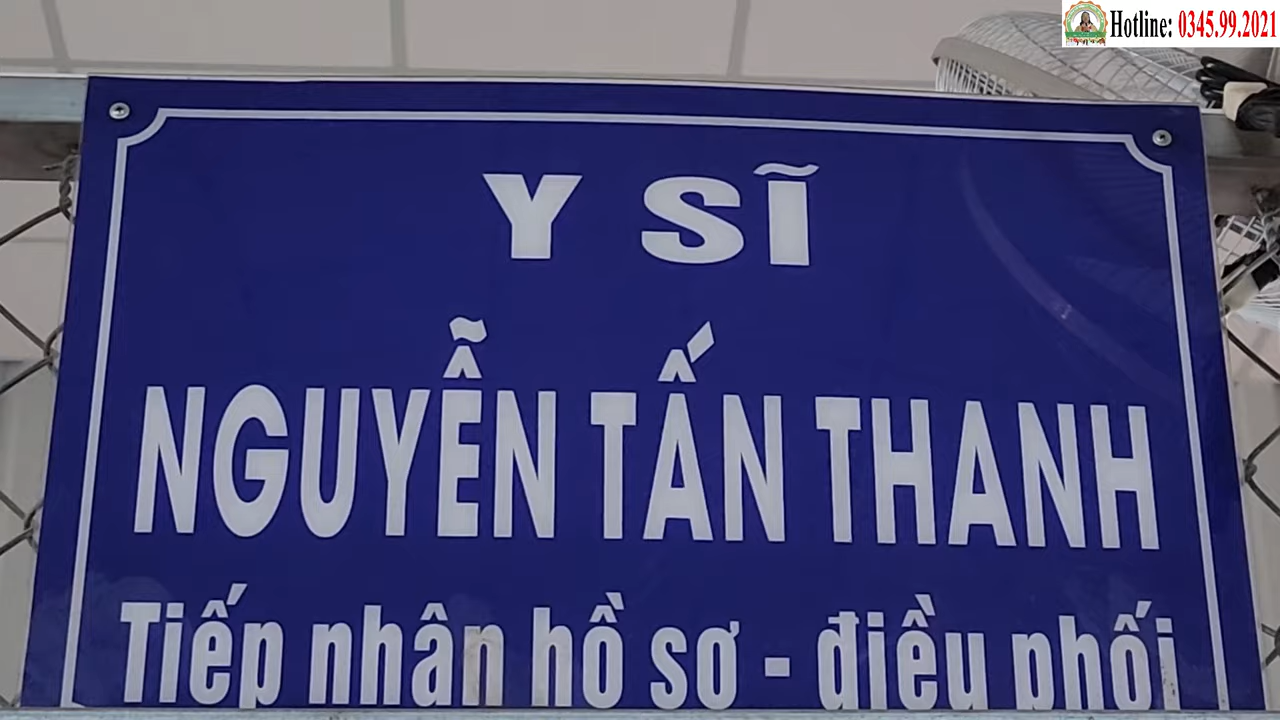 Hotline: 0345.99.2021
Y SĨ
NGUYỄN TẤN THANH
Tiếp nhận hồ sơ - điều phối